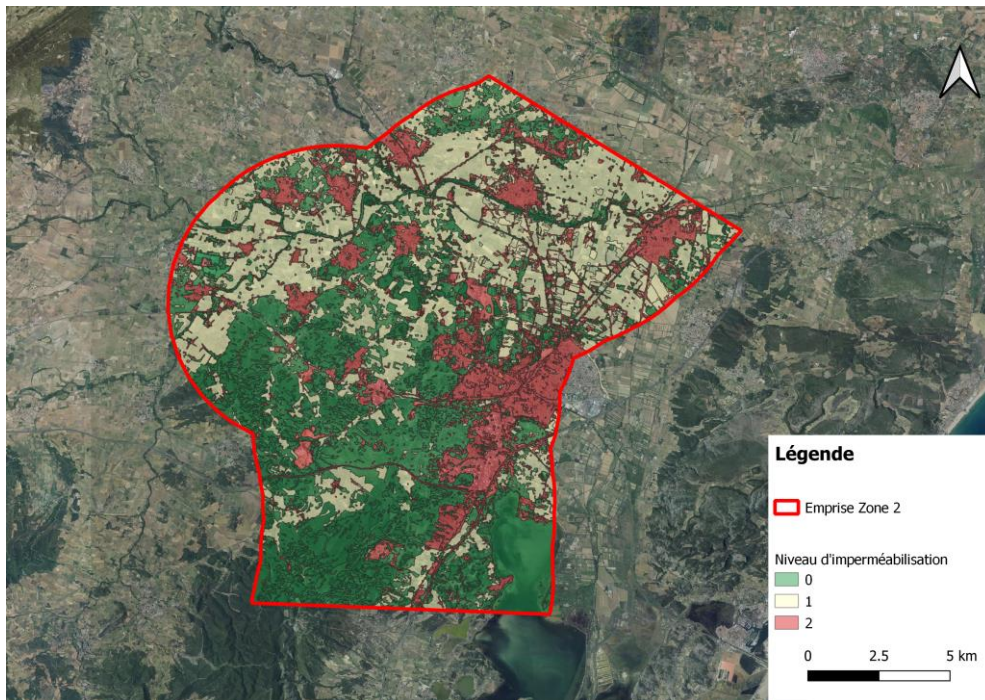 Légende
Emprise Zone 2
Niveau d'imperméabilisation
0
1
2
0 2.5 5 km